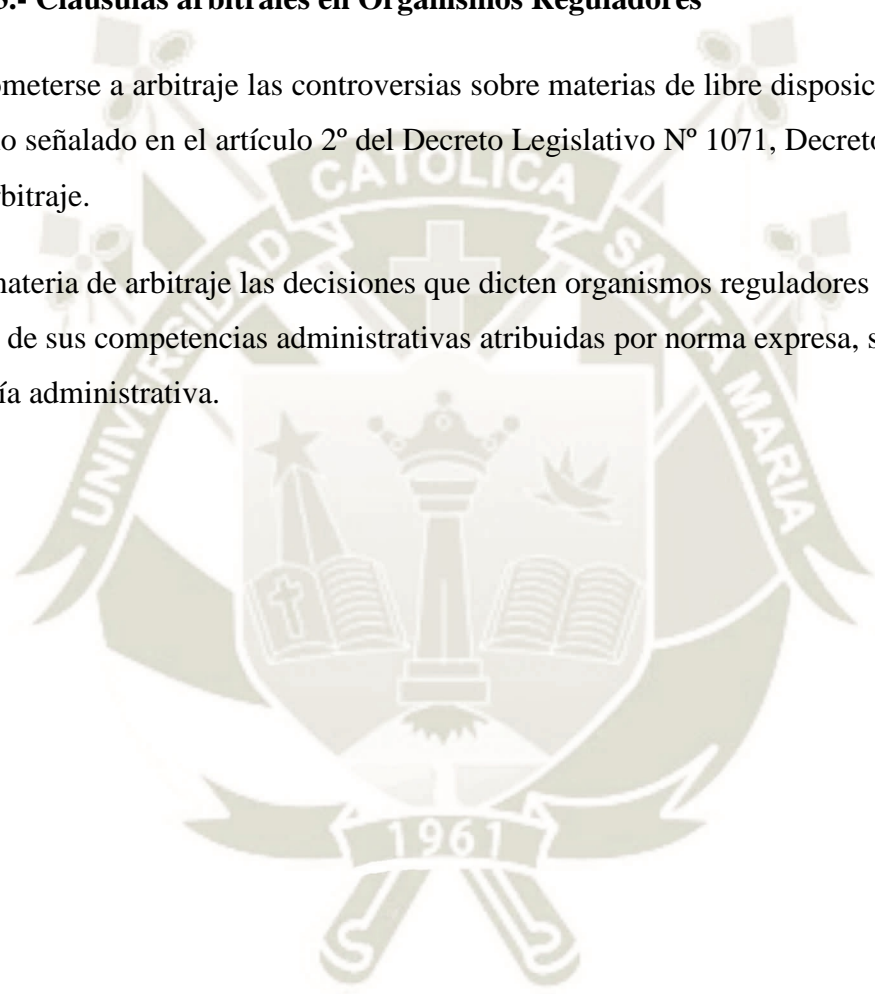 .- Cláusulas arbitrales en Organismos Reguladores
ometerse a arbitraje las controversias sobre materias de libre disposic
o señalado en el artículo 2º del Decreto Legislativo Nº 1071, Decreto
bitraje.
materia de arbitraje las decisiones que dicten organismos reguladores
de sus competencias administrativas atribuidas por norma expresa, s
ía administrativa.
UNIVERSIDAD CATOLICA SANTA MARIA
1961